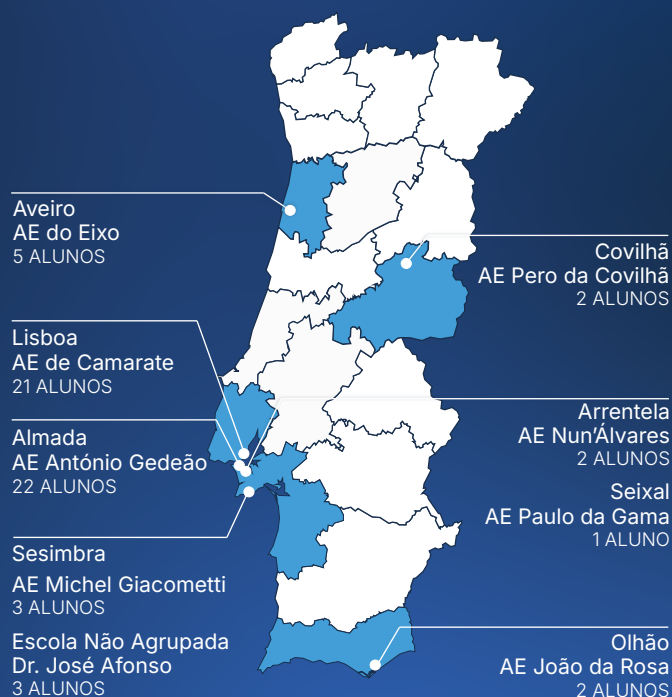 Aveiro
AE do Eixo
5 ALUNOS
Lisboa
AE de Camarate
21 ALUNOS
Almada
AE António Gedeão
22 ALUNOS
Sesimbra
AE Michel Giacometti
3 ALUNOS
Escola Não Agrupada
Dr. José Afonso
3 ALUNOS
Covilhã
AE Pero da Covilhã
2 ALUNOS
Arrentela
AE Nun'Álvares
2 ALUNOS
Seixal
AE Paulo da Gama
1 ALUNO
Olhão
AE João da Rosa
2 ALUNOS